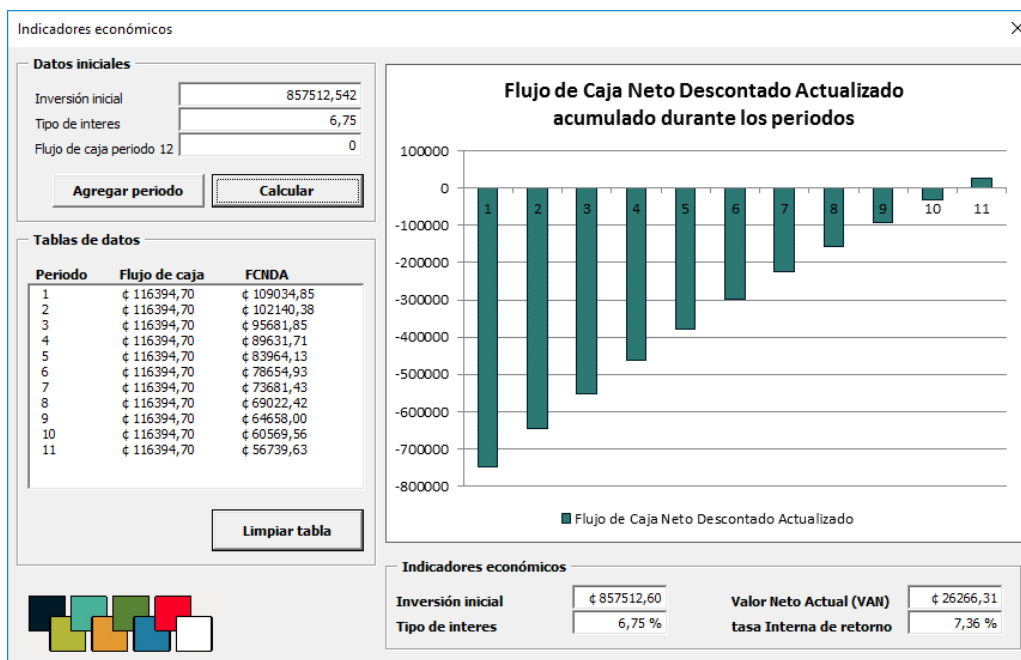 Indicadores económicos
Datos iniciales
Inversión inicial 857512,542
Tipo de interes 6,75
Flujo de caja periodo 12 0
Agregar periodo Calcular
Tablas de datos
Periodo Flujo de caja FCNDA
1 ₡ 116394,70 ₡ 109034,85
2 ₡ 116394,70 ₡ 102140,38
3 ₡ 116394,70 ₡ 95681,85
4 ₡ 116394,70 ₡ 89631,71
5 ₡ 116394,70 ₡ 83964,13
6 ₡ 116394,70 ₡ 78654,93
7 ₡ 116394,70 ₡ 73681,43
8 ₡ 116394,70 ₡ 69022,42
9 ₡ 116394,70 ₡ 64658,00
10 ₡ 116394,70 ₡ 60569,56
11 ₡ 116394,70 ₡ 56739,63
Limpiar tabla
Flujo de Caja Neto Descontado Actualizado
acumulado durante los periodos
100000
0
-100000
-200000
-300000
-400000
-500000
-600000
-700000
-800000
1 2 3 4 5 6 7 8 9 10 11
Flujo de Caja Neto Descontado Actualizado
Indicadores económicos
Inversión inicial ₡ 857512,60 Valor Neto Actual (VAN) ₡ 26266,31
Tipo de interes 6,75 % tasa Interna de retorno 7,36 %